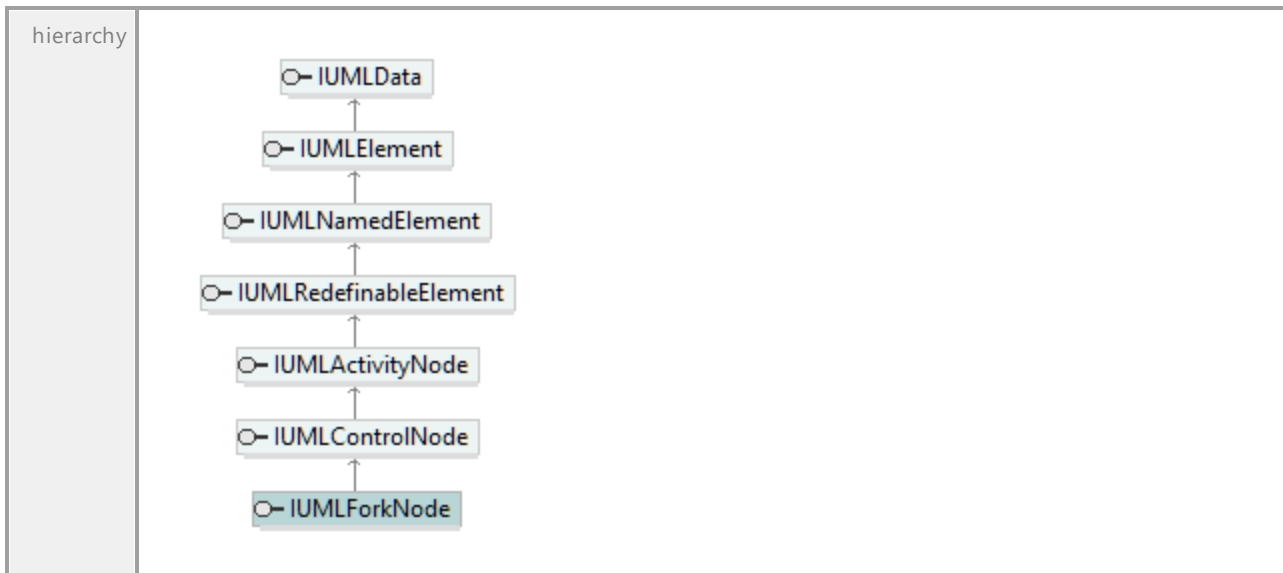 hierarchy
IUMLData
IUMLElement
IUMLNamedElement
IUMLRedefinableElement
IUMLActivityNode
IUMLControlNode
IUMLForkNode